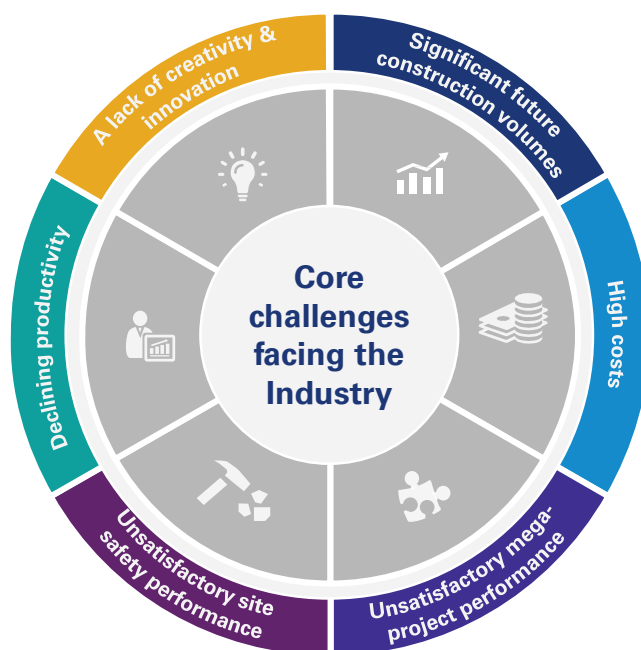 Core
challenges
facing the
Industry
Significant future
construction volumes
High costs
Unsatisfactory mega-
project performance
Unsatisfactory site
safety performance
Declining productivity
A lack of creativity &
innovation